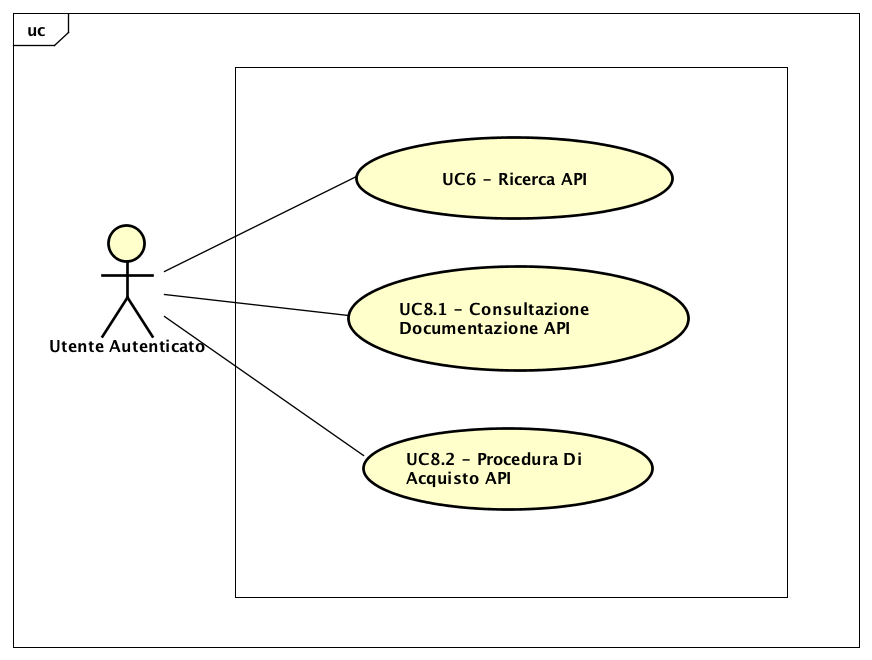 uc
UC6 – Ricerca API
UC8.1 – Consultazione
Documentazione API
Utente Autenticato
UC8.2 – Procedura Di
Acquisto API